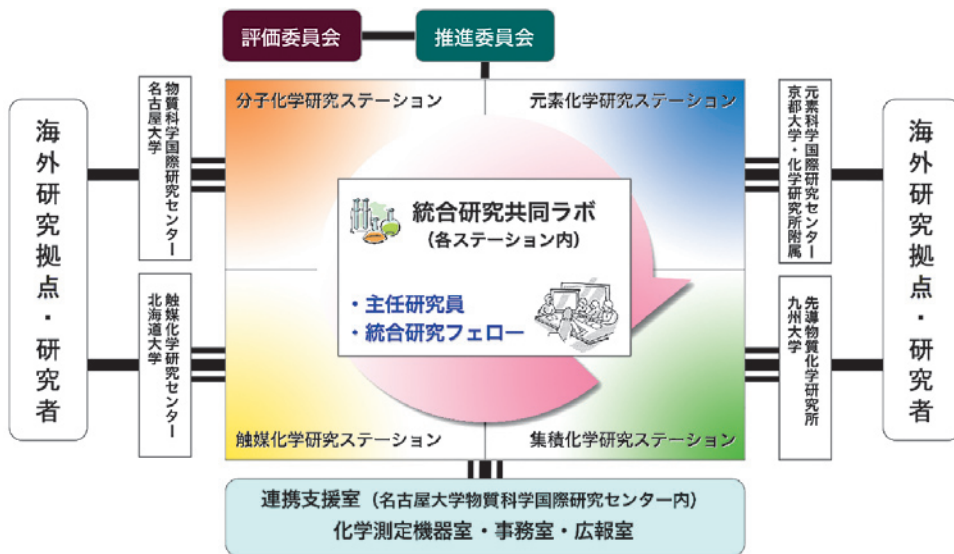 評価委員会
推進委員会
分子化学研究ステーション
元素化学研究ステーション
海外研究拠点・研究者
物質科学国際研究センター
名古屋大学
触媒化学研究センター
北海道大学
統合研究共同ラボ
(各ステーション内)
・主任研究員
・統合研究フェロー
元素科学国際研究センター
京都大学・化学研究所附属
先導物質化学研究所
九州大学
海外研究拠点・研究者
触媒化学研究ステーション
集積化学研究ステーション
連携支援室(名古屋大学物質科学国際研究センター内)
化学測定機器室・事務室・広報室